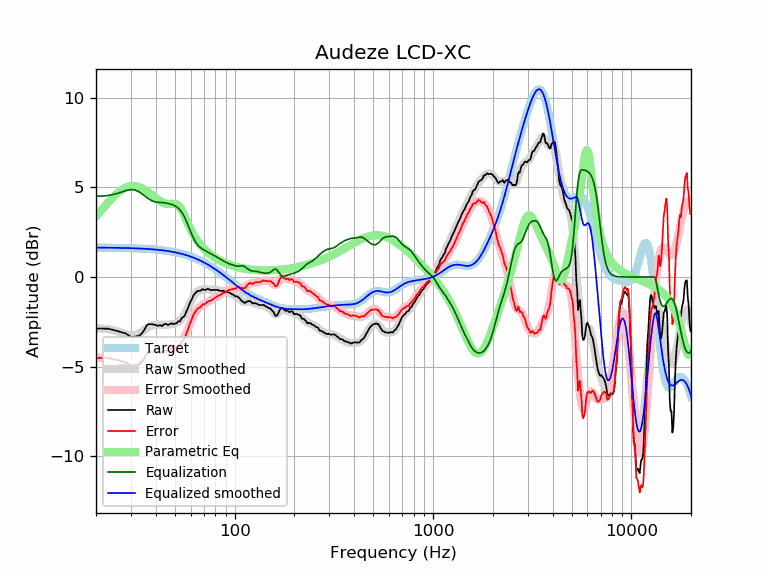 Audeze LCD-XC
Amplitude (dBr)
10
5
0
−5
−10
Target
Raw Smoothed
Error Smoothed
Raw
Error
Parametric Eq
Equalization
Equalized smoothed
100
1000
10000
Frequency (Hz)